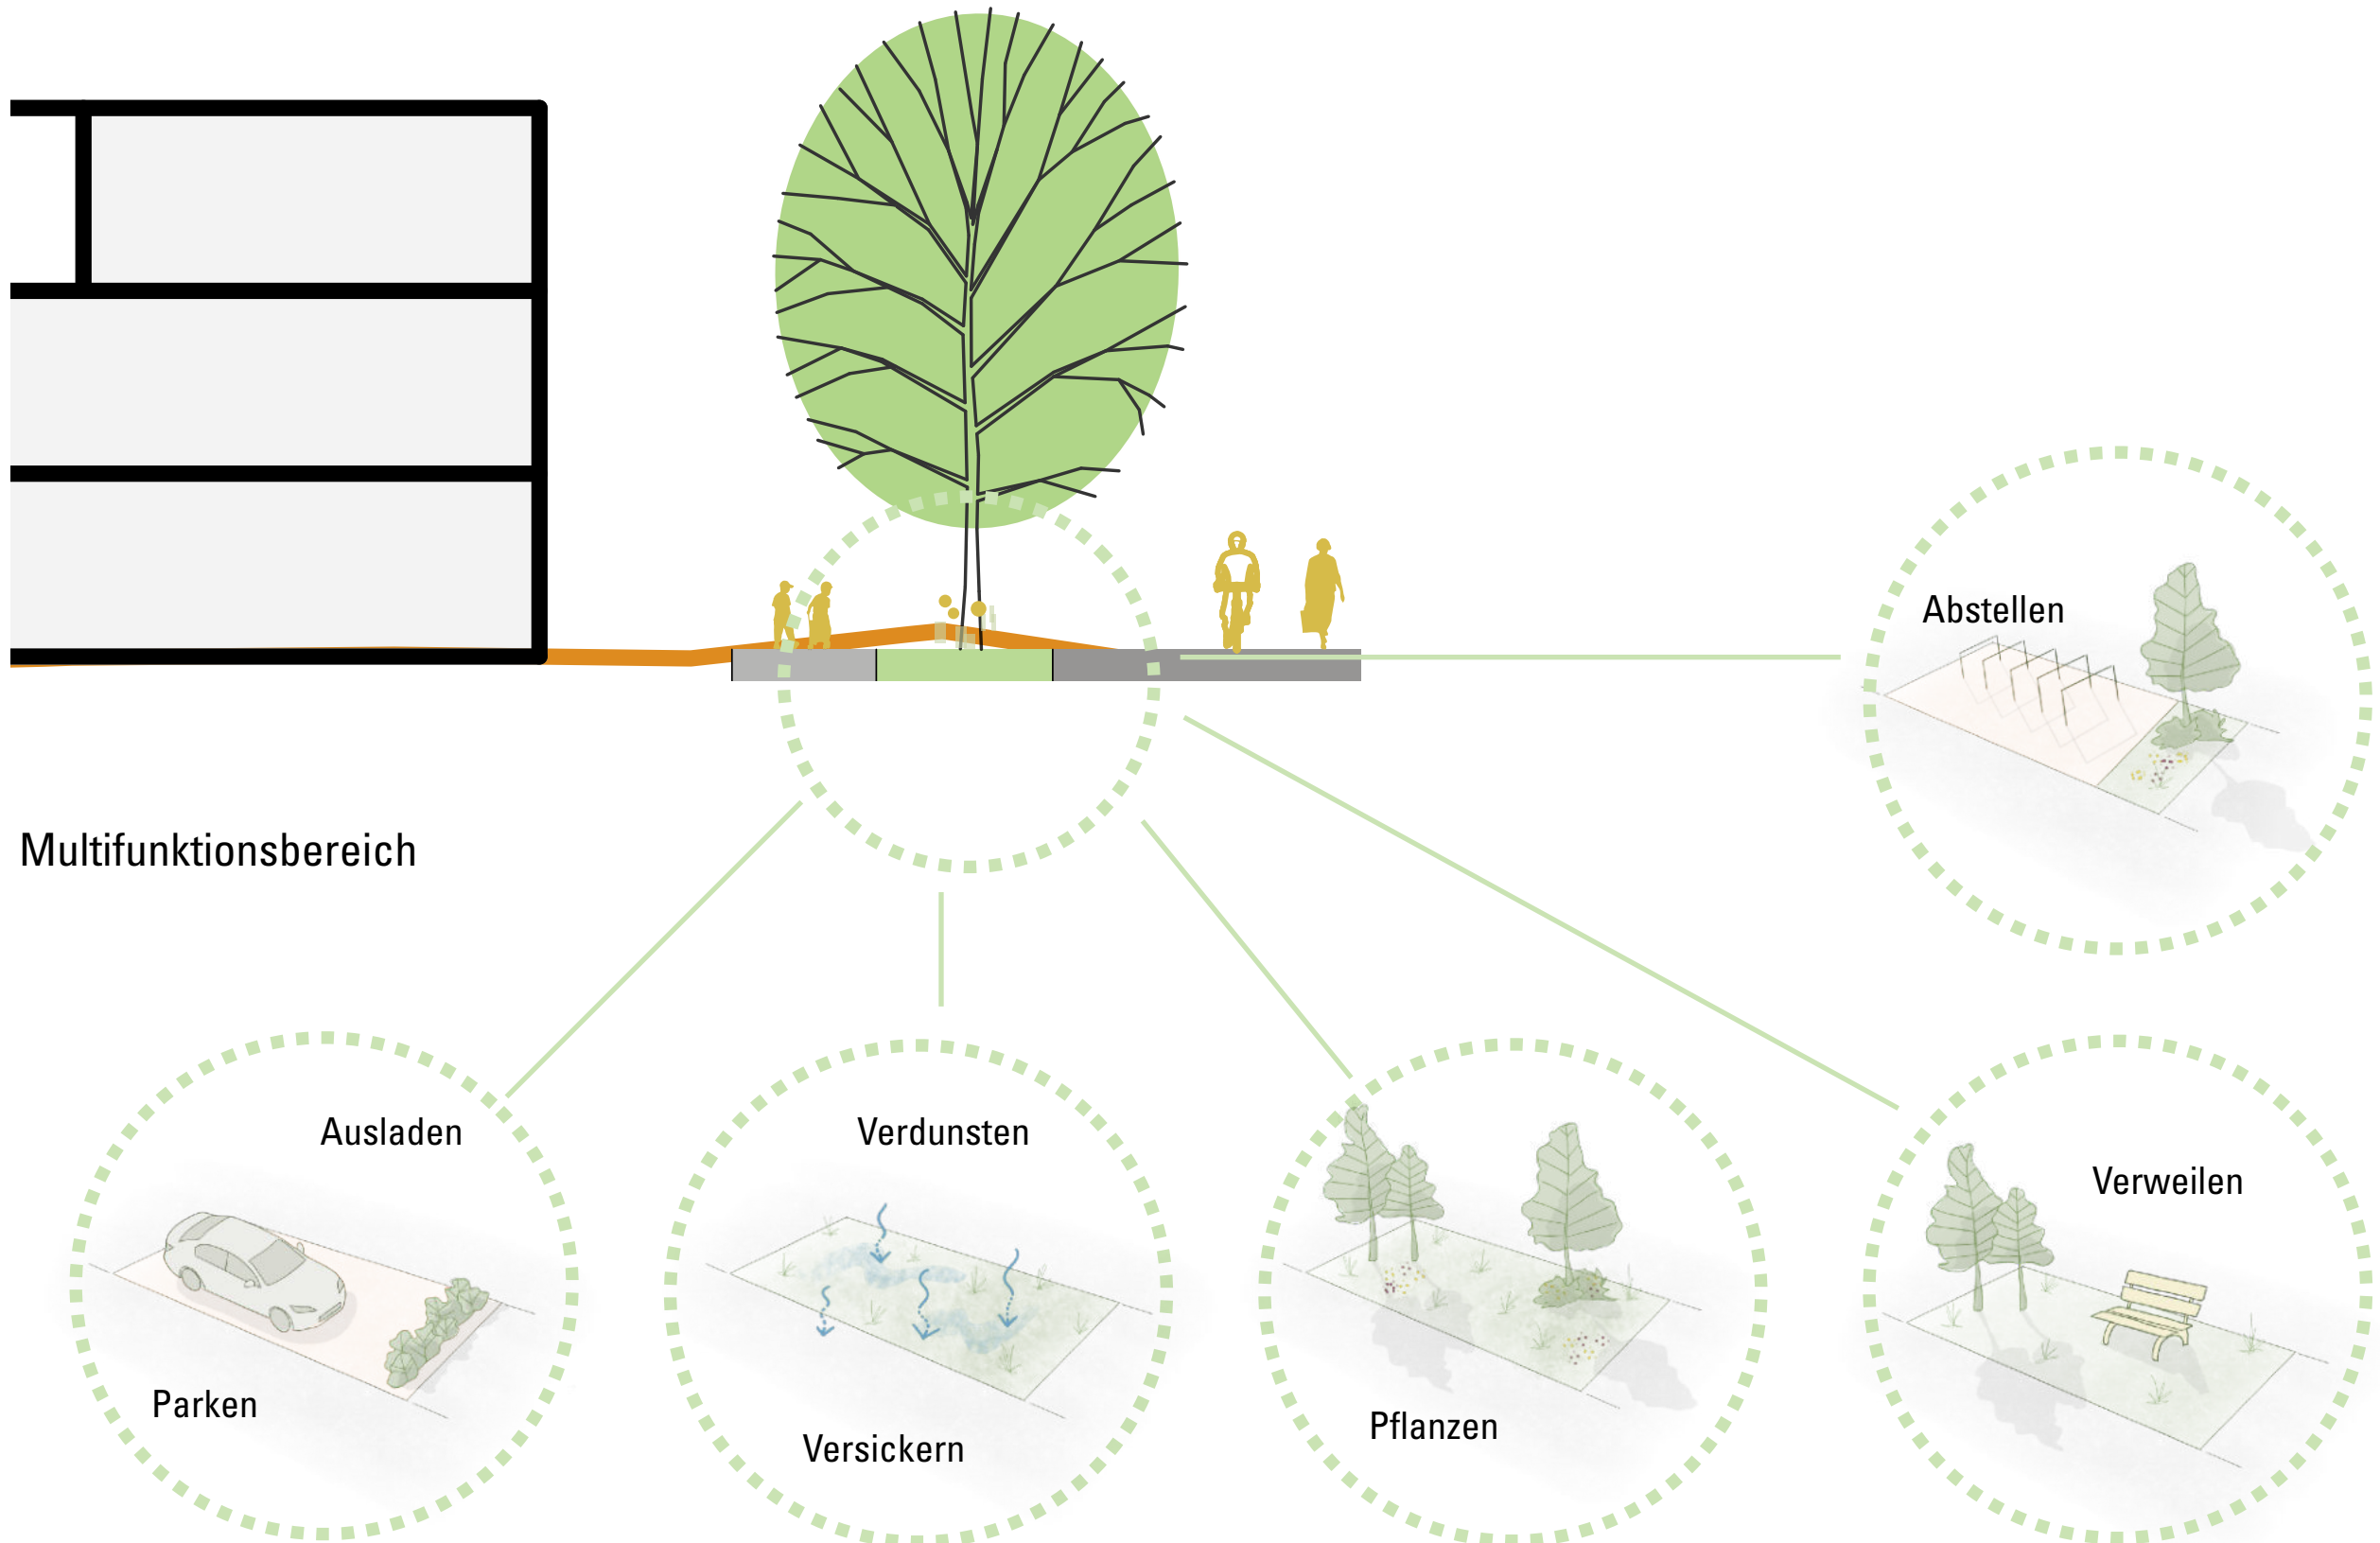 Abstellen
Multifunktionsbereich
Ausladen
Parken
Verdunsten
Versickern
Pflanzen
Verweilen